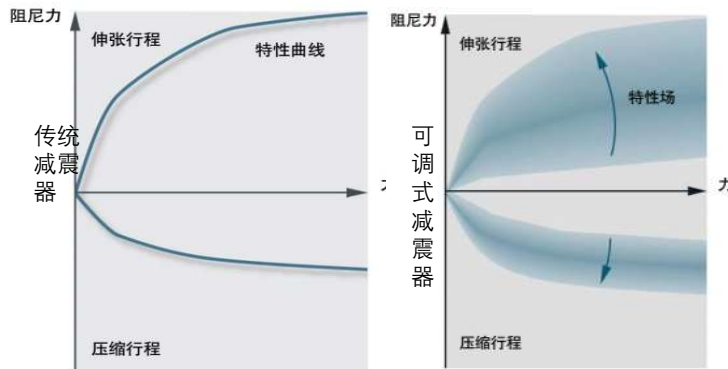 阻尼力
伸张行程
特性曲线
传统
减震
器
压缩行程
阻尼力
伸张行程
特性场
可
调
式
减
震
器
力
压缩行程